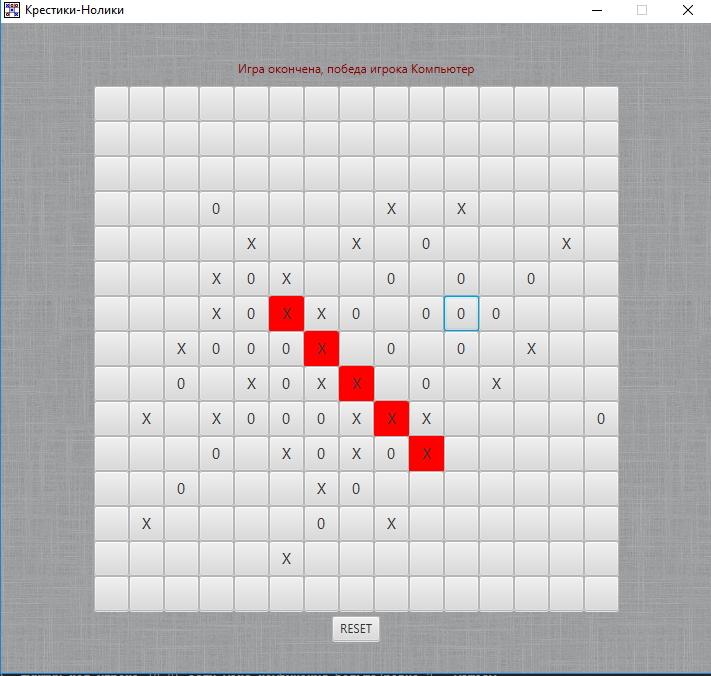 Крестики-Нолики
Игра окончена, победа игрока Компьютер
0 X X
X X 0 X
X 0 X 0 0 0
X 0 X X 0 0 0 0
X 0 0 0 X 0 0 X
0 X 0 X X 0 X
X X 0 0 0 X X X 0
0 X 0 X 0 X
0 X 0
X 0 X
X
RESET